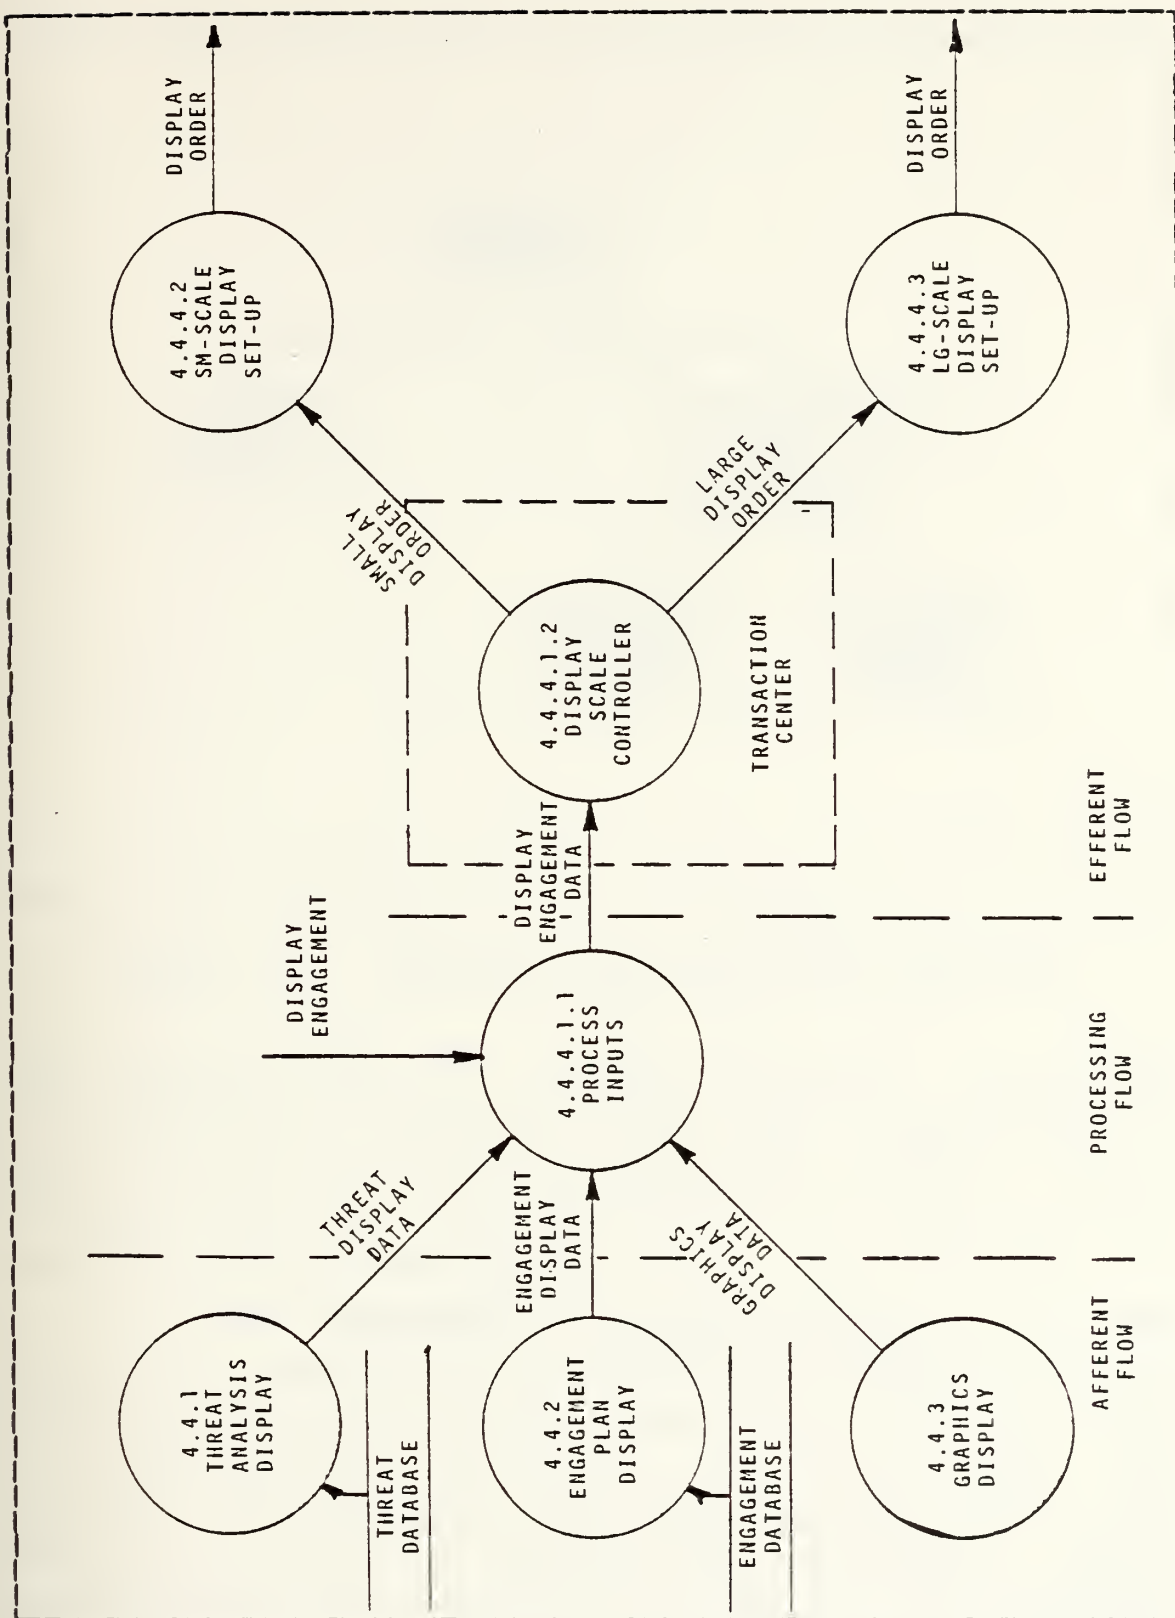 4.4.1
THREAT
ANALYSIS
DISPLAY
THREAT
DATABASE
4.4.2
ENGAGEMENT
PLAN
DISPLAY
ENGAGEMENT
DATABASE
4.4.3
GRAPHICS
DISPLAY
AFFERENT
FLOW
THREAT
DISPLAY
DATA
ENGAGEMENT
DISPLAY
DATA
GRAPHICS
DISPLAY
DATA
DISPLAY
ENGAGEMENT
4.4.4.1.1
PROCESS
INPUTS
PROCESSING
FLOW
DISPLAY
ENGAGEMENT
DATA
4.4.4.1.2
DISPLAY
SCALE
CONTROLLER
TRANSACTION
CENTER
EFFERENT
FLOW
SMALL
DISPLAY
ORDER
LARGE
DISPLAY
ORDER
4.4.4.2
SM-SCALE
DISPLAY
SET-UP
DISPLAY
ORDER
4.4.4.3
LG-SCALE
DISPLAY
SET-UP
DISPLAY
ORDER